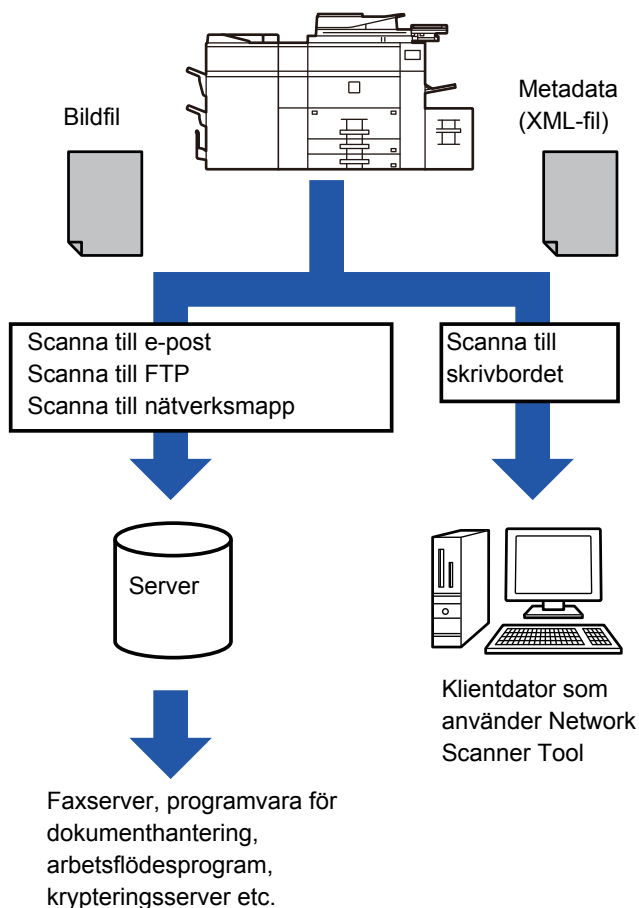 Bildfil
Metadata
(XML-fil)
Scanna till e-post
Scanna till FTP
Scanna till nätverksmapp
Scanna till
skrivbordet
Server
Klientdator som
använder Network
Scanner Tool
Faxserver, programvara för
dokumenthantering,
arbetsflödesprogram,
krypteringsserver etc.